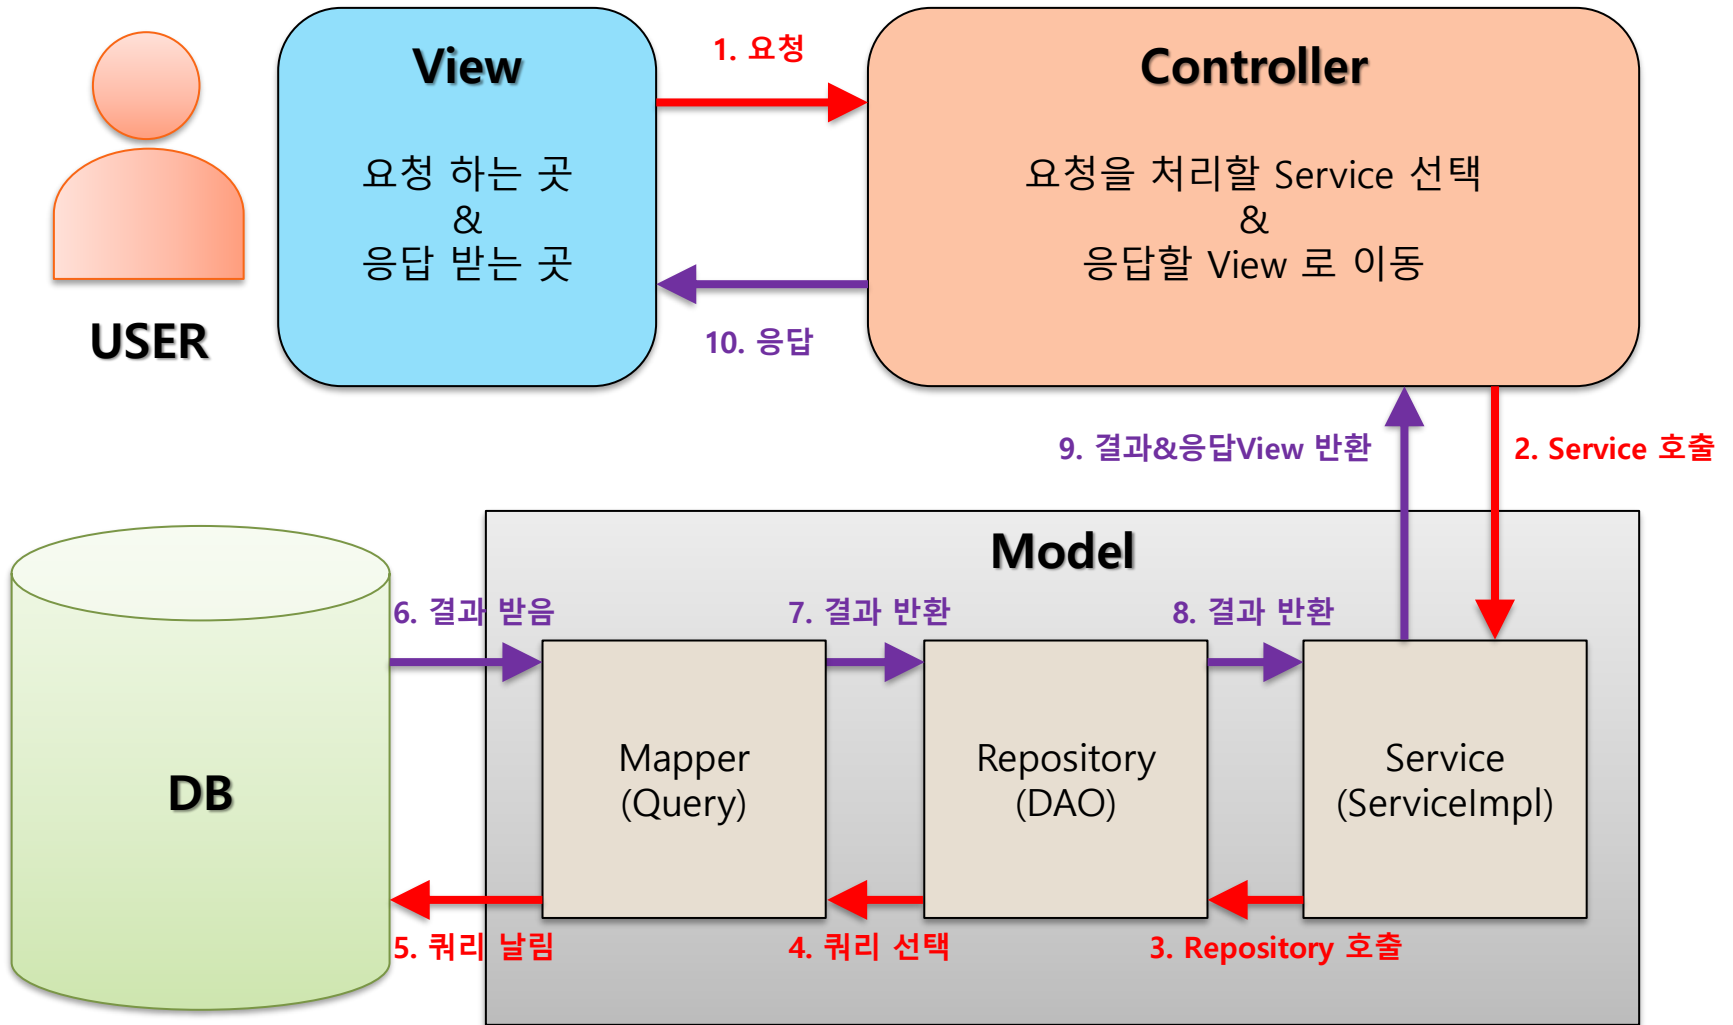 View
1. 요청
Controller
요청 하는 곳
&
응답 받는 곳
요청을 처리할 Service 선택
&
응답할 View 로 이동
USER
10. 응답
9. 결과&응답View 반환
2. Service 호출
Model
6. 결과 받음
7. 결과 반환
8. 결과 반환
DB
Mapper
(Query)
Repository
(DAO)
Service
(ServiceImpl)
5. 쿼리 날림
4. 쿼리 선택
3. Repository 호출